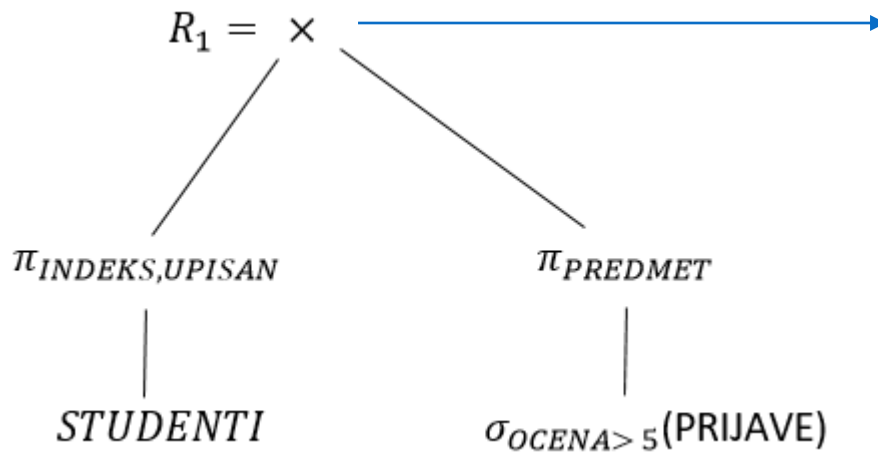 R₁ = ×
π_{INDEKS,UPISAN} π_{PREDMET}
STUDENTI σ_{OCENA> 5}(PRIJAVE)